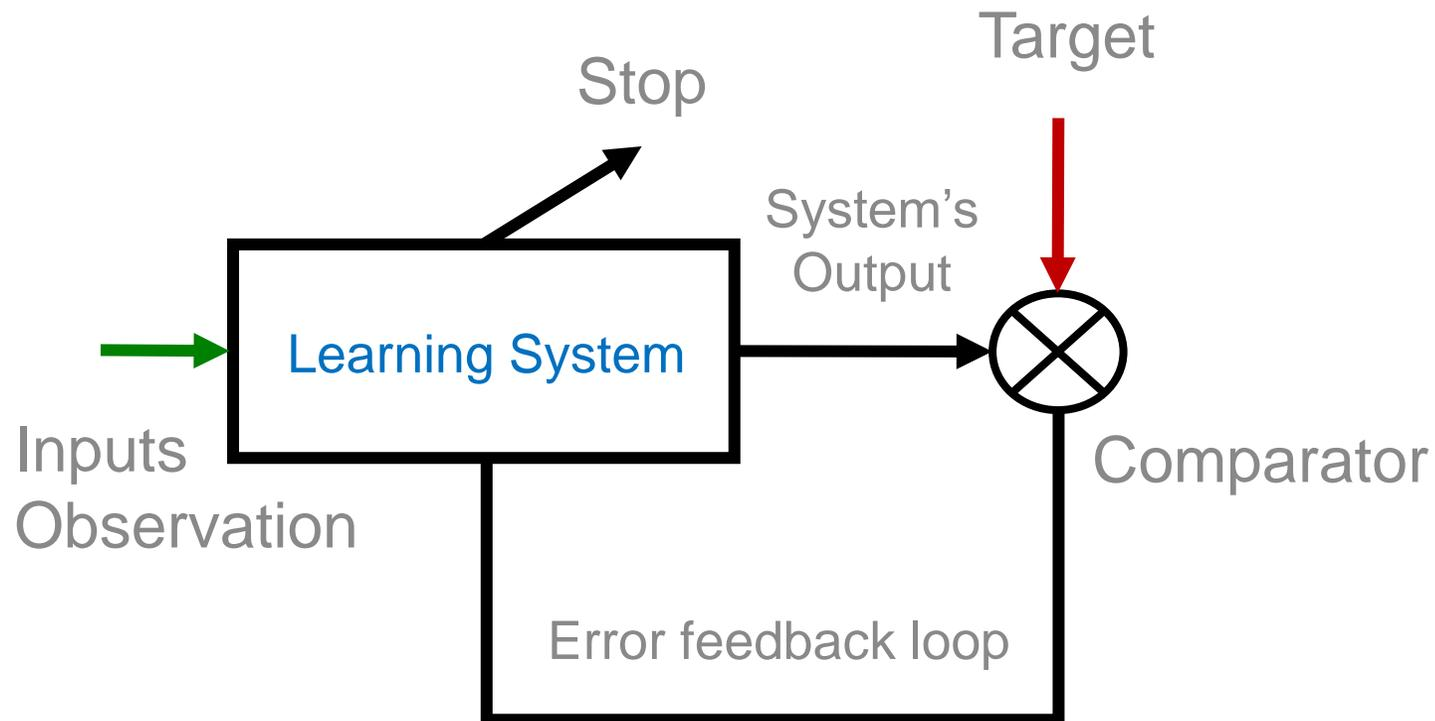 Target
Stop
System’s
Output
Learning System
Inputs
Observation
Comparator
Error feedback loop